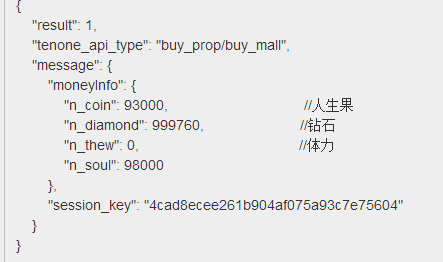 {
"result": 1,
"tenone_api_type": "buy_prop/buy_mall",
"message": {
"moneyInfo": {
"n_coin": 93000, //人生果
"n_diamond": 999760, //钻石
"n_thew": 0, //体力
"n_soul": 98000
},
"session_key": "4cad8ecee261b904af075a93c7e75604"
}
}